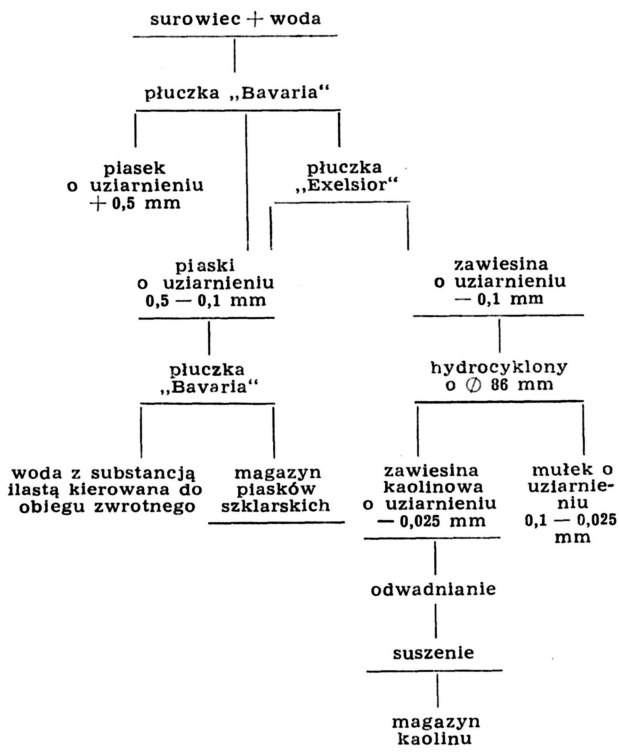 surowiec + woda
płuczka „Bavaria“
piasek
o uziarnieniu
+ 0,5 mm
płuczka
„Exelsior“
piaski
o uziarnieniu
0,5 — 0,1 mm
zawiesina
o uziarnieniu
— 0,1 mm
płuczka
„Bavaria“
hydrocyklony
o ∅ 86 mm
woda z substancją
ilastą kierowana do
obiegu zwrotnego
magazyn
piasków
szklarskich
zawiesina
kaolinowa
o uziarnieniu
— 0,025 mm
mułek o
uziarnie-
niu
0,1 — 0,025
mm
odwadnianie
suszenie
magazyn
kaolinu